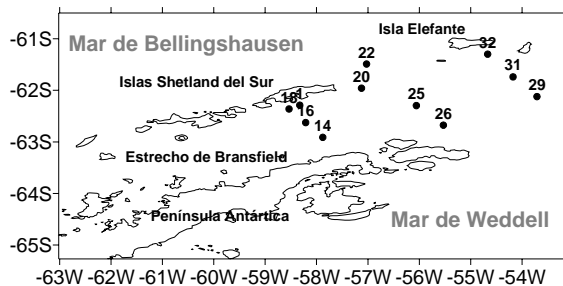 -61S
Isla Elefante
Mar de Bellingshausen
22
32
31
-62S
Islas Shetland del Sur
20
29
1
25
16
26
14
-63S
Estrecho de Bransfield
-64S
Península Antártica
Mar de Weddell
-65S
-63W -62W -61W -60W -59W -58W -57W -56W -55W -54W -53W